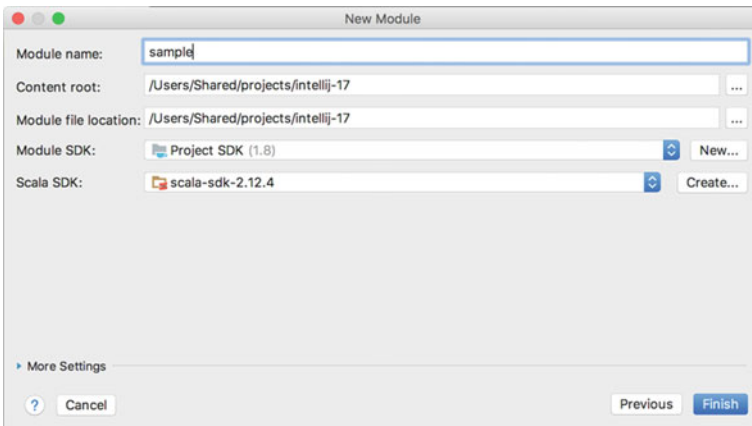 New Module
Module name: sample
Content root: /Users/Shared/projects/intellij-17 ...
Module file location: /Users/Shared/projects/intellij-17 ...
Module SDK: Project SDK (1.8) New...
Scala SDK: scala-sdk-2.12.4 Create...
More Settings
? Cancel Previous Finish